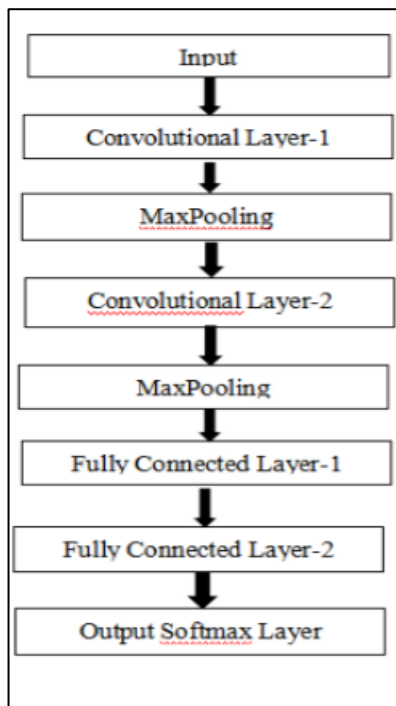 Input
Convolutional Layer-1
MaxPooling
Convolutional Layer-2
MaxPooling
Fully Connected Layer-1
Fully Connected Layer-2
Output Softmax Layer